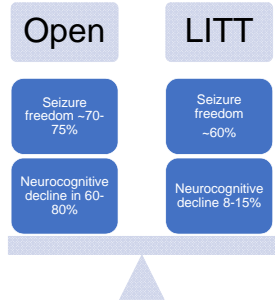 Open
LITT
Seizure
freedom ~70-
75%
Seizure
freedom
~60%
Neurocognitive
decline in 60-
80%
Neurocognitive
decline 8-15%